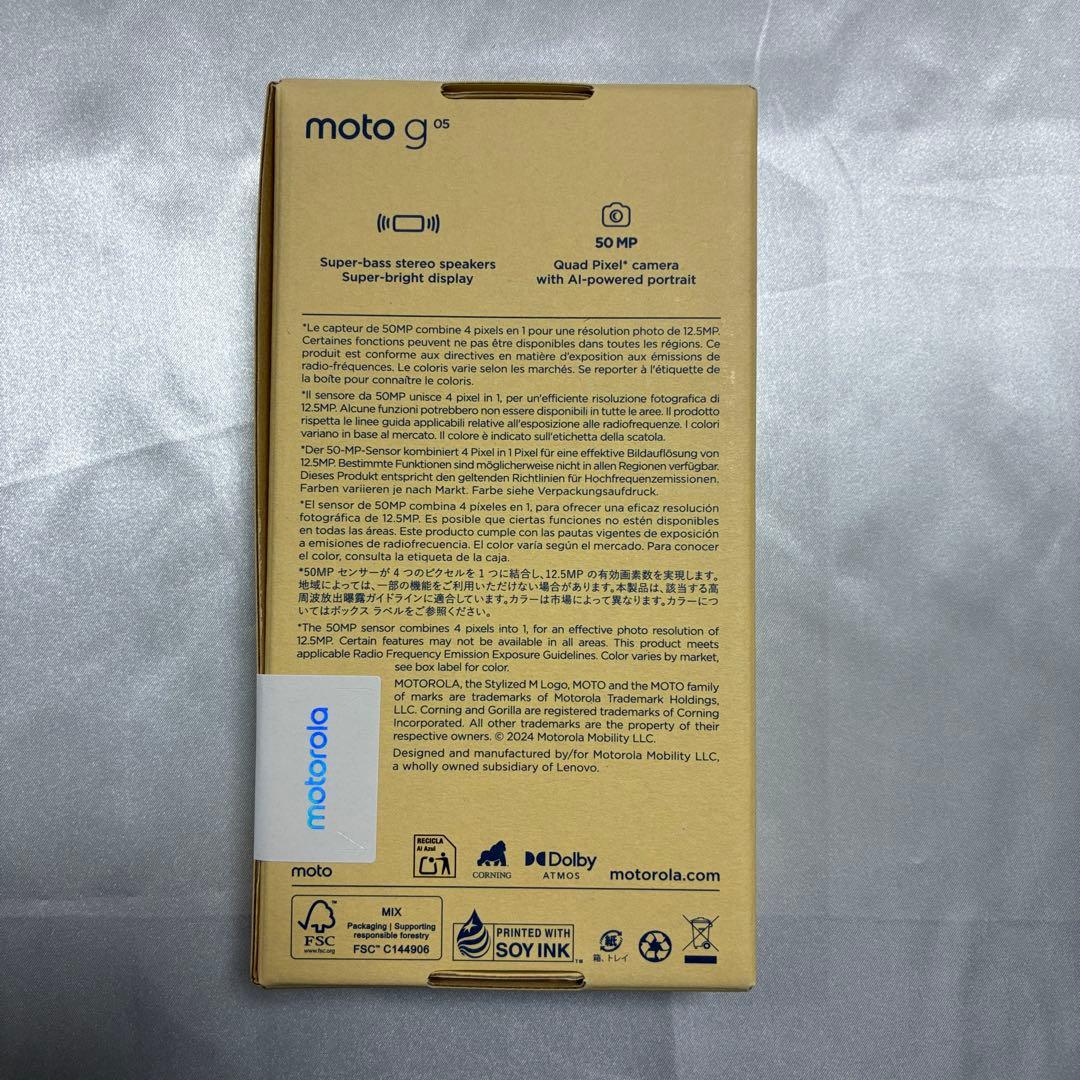 moto g 05
Super-bass stereo speakers
Super-bright display
50 MP
Quad Pixel* camera
with AI-powered portrait
*Le capteur de 50MP combine 4 pixels en 1 pour une résolution photo de 12.5MP.
Certaines fonctions peuvent ne pas être disponibles dans toutes les régions. Ce
produit est conforme aux directives en matière d'exposition aux émissions de
radio-fréquences. Le coloris varie selon les marchés. Se reporter à l'étiquette de
la boîte pour connaître le coloris.
*Il sensore da 50MP unisce 4 pixel in 1, per un'efficiente risoluzione fotografica di
12.5MP. Alcune funzioni potrebbero non essere disponibili in tutte le aree. Il prodotto
rispetta le linee guida applicabili relative all'esposizione alle radiofrequenze. I colori
variano in base al mercato. Il colore è indicato sull'etichetta della scatola.
*Der 50-MP-Sensor kombiniert 4 Pixel in 1 Pixel für eine effektive Bildauflösung von
12.5MP. Bestimmte Funktionen sind möglicherweise nicht in allen Regionen verfügbar.
Dieses Produkt entspricht den geltenden Richtlinien für Hochfrequenzemissionen.
Farben variieren je nach Markt. Farbe siehe Verpackungsaufdruck.
*El sensor de 50MP combina 4 píxeles en 1, para ofrecer una eficaz resolución
fotográfica de 12.5MP. Es posible que ciertas funciones no estén disponibles
en todas las áreas. Este producto cumple con las pautas vigentes de exposición
a emisiones de radiofrecuencia. El color varía según el mercado. Para conocer
el color, consulta la etiqueta de la caja.
*50MP センサーが 4 つのピクセルを 1 つに結合し、12.5MP の有効画素数を実現します。
地域によっては、一部の機能をご利用いただけない場合があります。本製品は、該当する高
周波放出曝露ガイドラインに適合しています。カラーは市場によって異なります。カラーにつ
いてはボックス ラベルをご参照ください。
*The 50MP sensor combines 4 pixels into 1, for an effective photo resolution of
12.5MP. Certain features may not be available in all areas. This product meets
applicable Radio Frequency Emission Exposure Guidelines. Color varies by market,
see box label for color.
MOTOROLA, the Stylized M Logo, MOTO and the MOTO family
of marks are trademarks of Motorola Trademark Holdings,
LLC. Corning and Gorilla are registered trademarks of Corning
Incorporated. All other trademarks are the property of their
respective owners. © 2024 Motorola Mobility LLC.
Designed and manufactured by/for Motorola Mobility LLC,
a wholly owned subsidiary of Lenovo.
motorola
moto
RECICLA
Al Azul
CORNING
Dolby
ATMOS
motorola.com
FSC™
www.fsc.org
MIX
Packaging | Supporting
responsible forestry
FSC™ C144906
PRINTED WITH
SOY INK™
紙
箱、トレイ